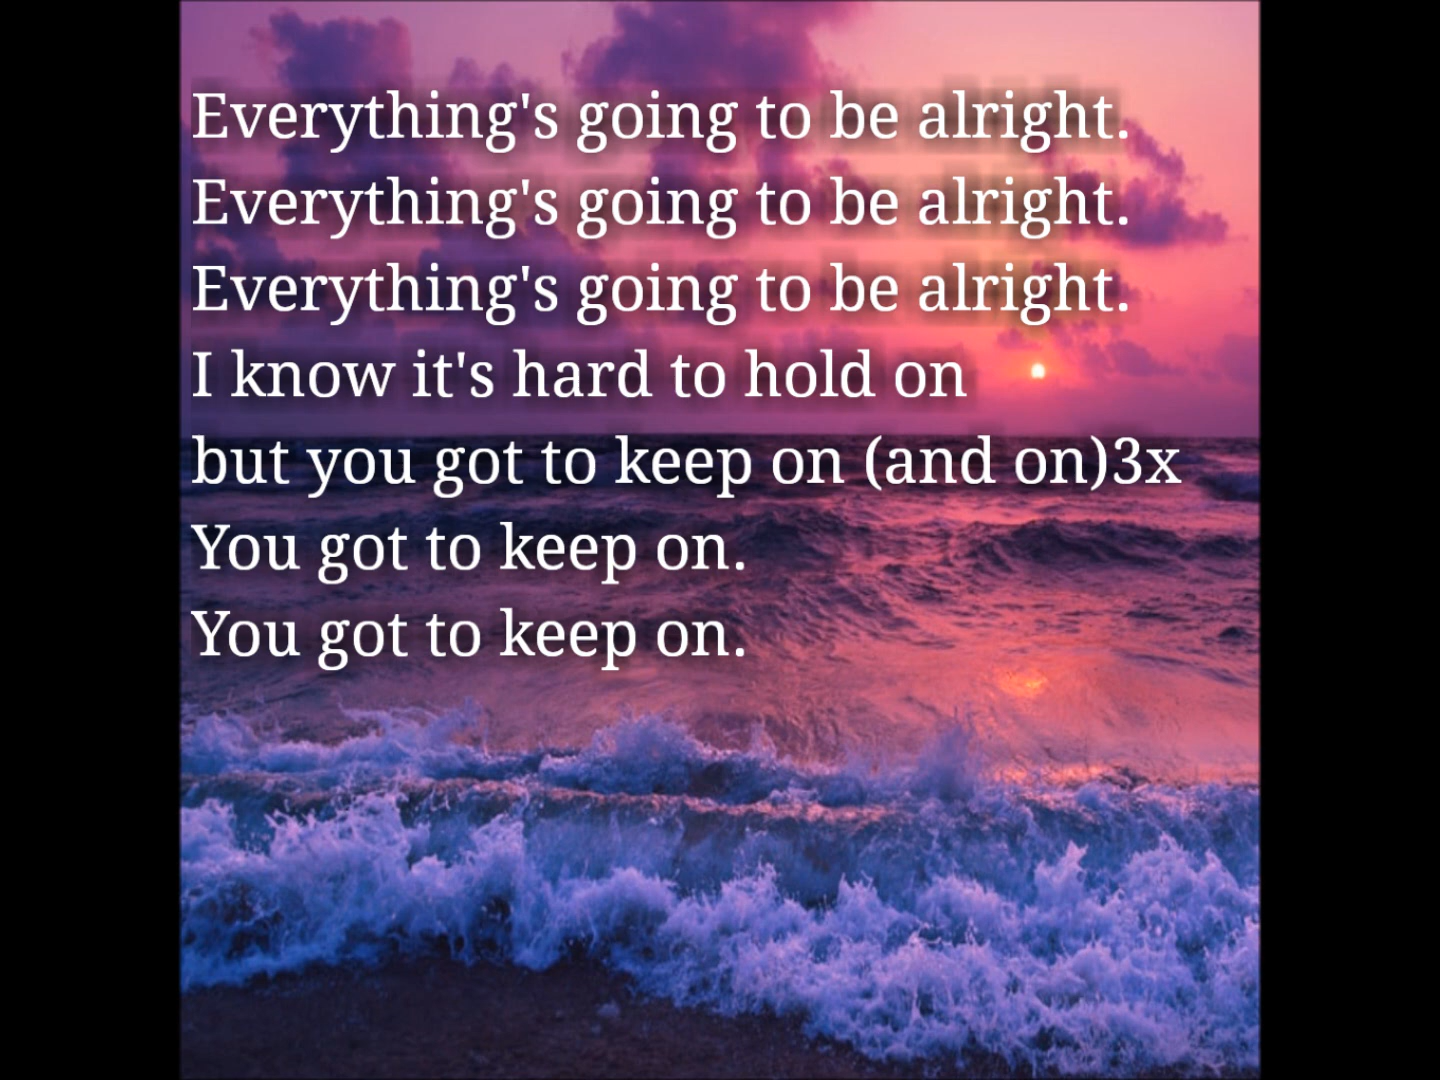 Everything's going to be alright.
Everything's going to be alright.
Everything's going to be alright.
I know it's hard to hold on
but you got to keep on (and on)3x
You got to keep on.
You got to keep on.